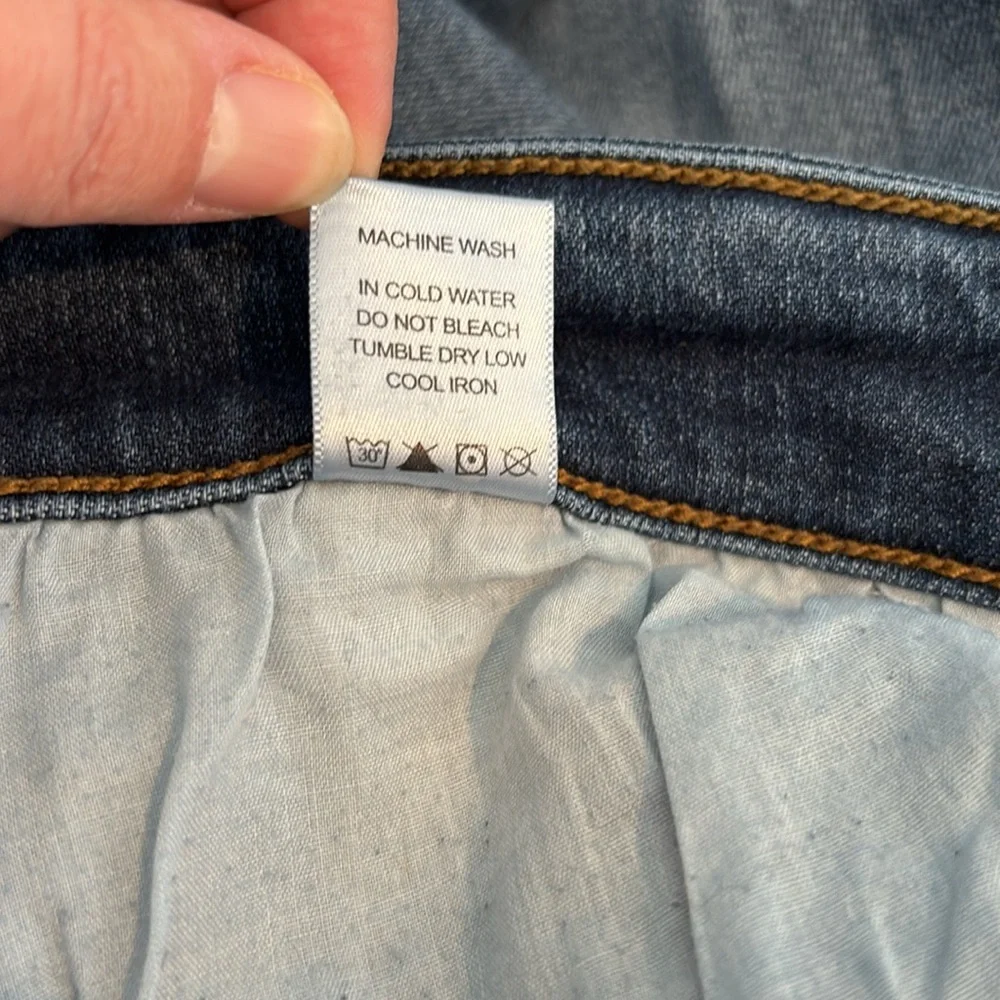 MACHINE WASH
IN COLD WATER
DO NOT BLEACH
TUMBLE DRY LOW
COOL IRON
30°